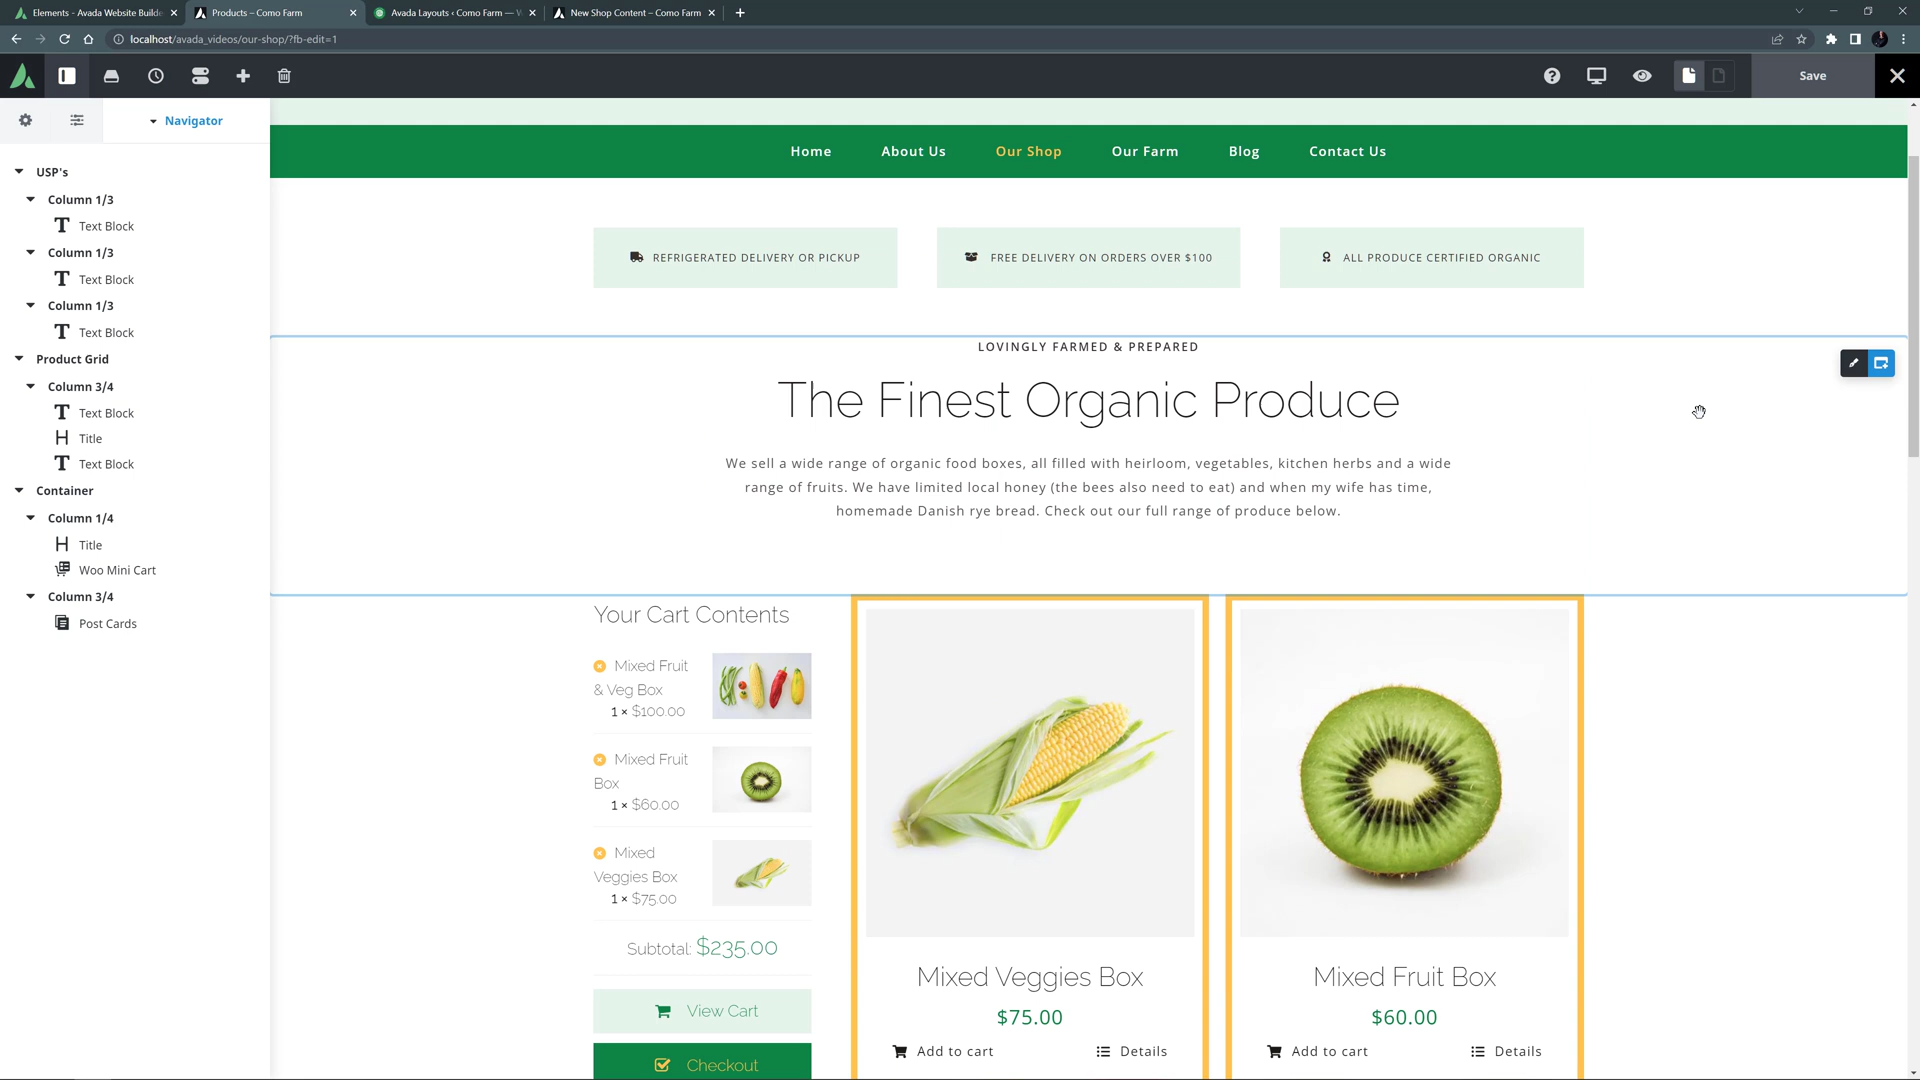 Elements - Avada Website Builde
Products – Como Farm
Avada Layouts ‹ Como Farm — W
New Shop Content – Como Farm
localhost/avada_videos/our-shop/?fb-edit=1
Save
Navigator
USP's
Column 1/3
Text Block
Column 1/3
Text Block
Column 1/3
Text Block
Product Grid
Column 3/4
Text Block
Title
Text Block
Container
Column 1/4
Title
Woo Mini Cart
Column 3/4
Post Cards
Home
About Us
Our Shop
Our Farm
Blog
Contact Us
REFRIGERATED DELIVERY OR PICKUP
FREE DELIVERY ON ORDERS OVER $100
ALL PRODUCE CERTIFIED ORGANIC
LOVINGLY FARMED & PREPARED
The Finest Organic Produce
We sell a wide range of organic food boxes, all filled with heirloom, vegetables, kitchen herbs and a wide
range of fruits. We have limited local honey (the bees also need to eat) and when my wife has time,
homemade Danish rye bread. Check out our full range of produce below.
Your Cart Contents
Mixed Fruit
& Veg Box
1 × $100.00
Mixed Fruit
Box
1 × $60.00
Mixed
Veggies Box
1 × $75.00
Subtotal: $235.00
View Cart
Checkout
Mixed Veggies Box
$75.00
Add to cart
Details
Mixed Fruit Box
$60.00
Add to cart
Details